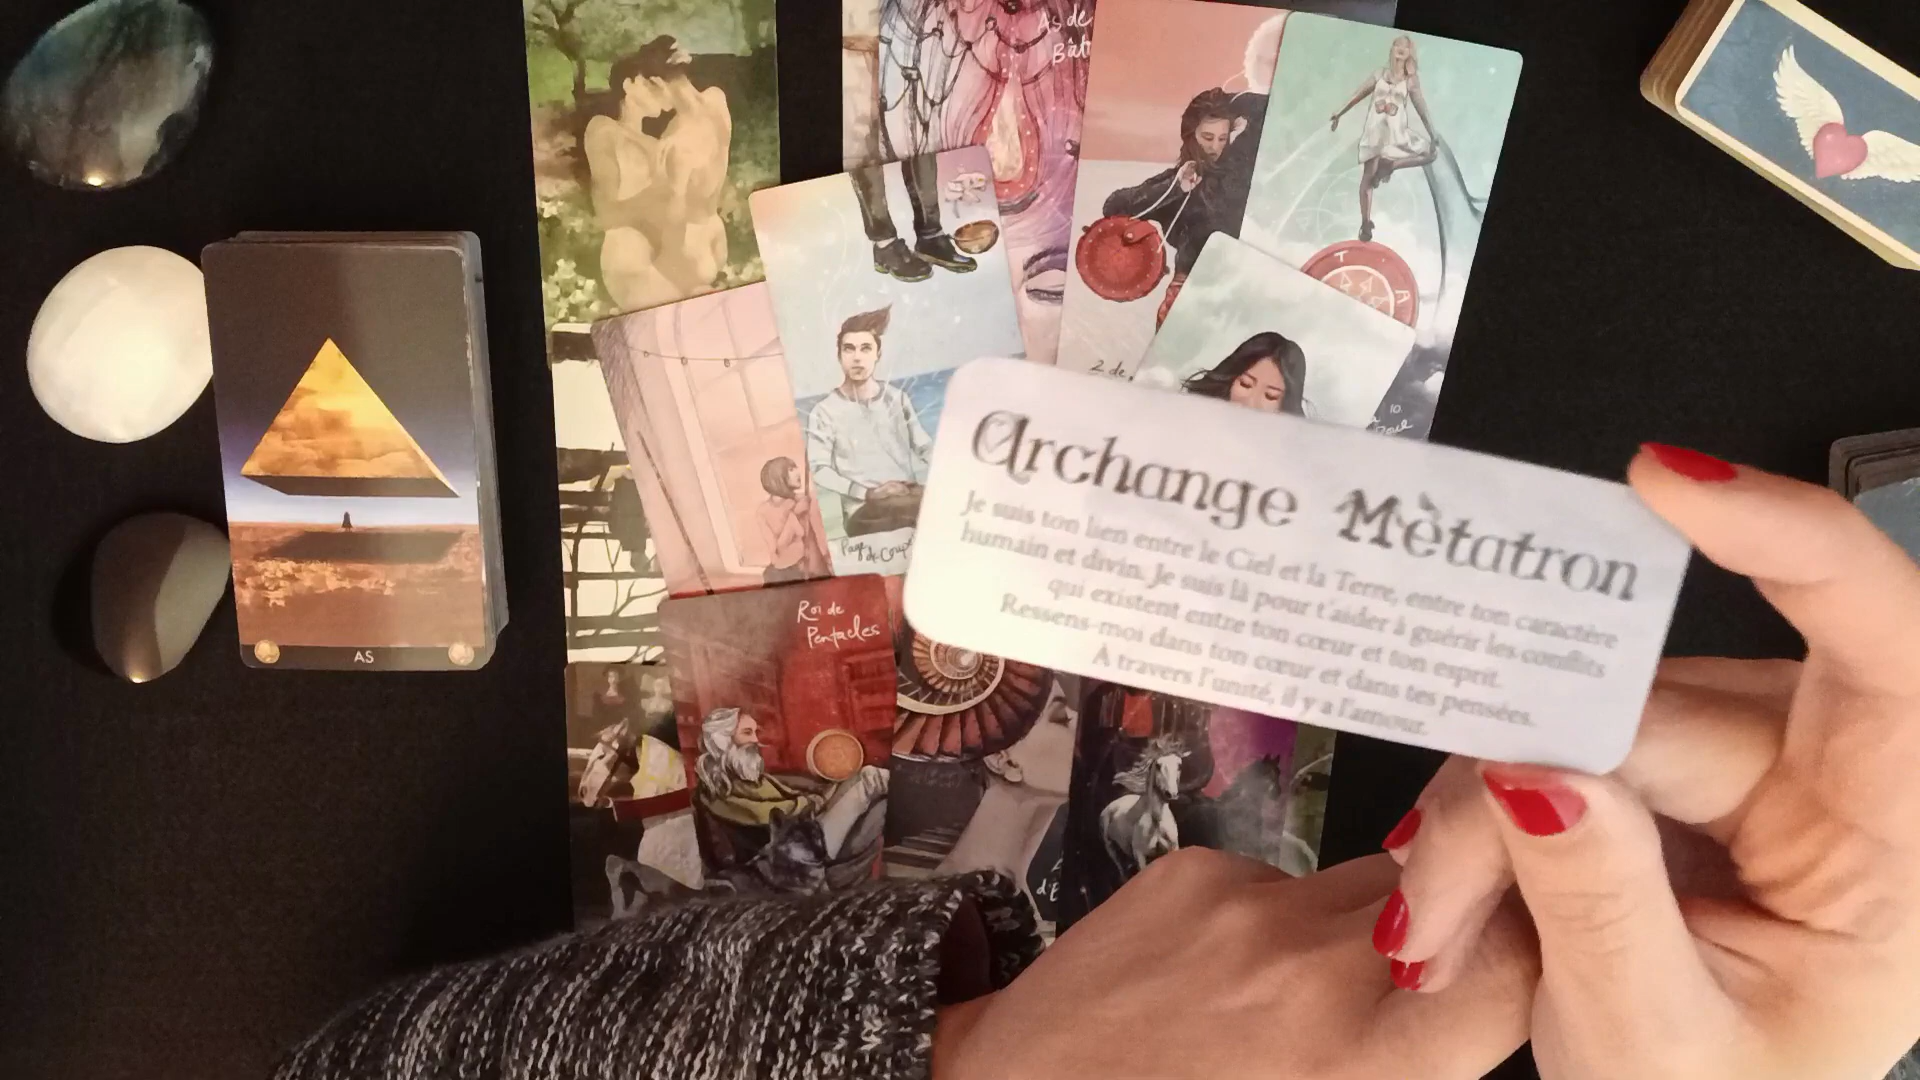 As de
Bât
2 de
10
Page
de Coupe
Archange Mètatron
Je suis ton lien entre le Ciel et la Terre, entre ton caractère
humain et divin. Je suis là pour t'aider à guérir les conflits
qui existent entre ton cœur et ton esprit.
Ressens-moi dans ton cœur et dans tes pensées.
À travers l'unité, il y a l'amour.
Roi de
Pentacles
AS
T
A